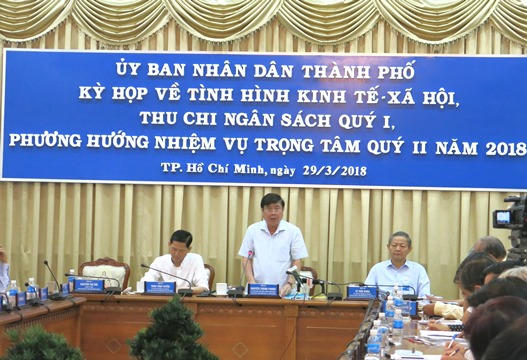 ỦY BAN NHÂN DÂN THÀNH PHỐ
KỲ HỌP VỀ TÌNH HÌNH KINH TẾ-XÃ HỘI,
THU CHI NGÂN SÁCH QUÝ I,
PHƯƠNG HƯỚNG NHIỆM VỤ TRỌNG TÂM QUÝ II NĂM 2018
TP. Hồ Chí Minh, ngày 29/3/2018